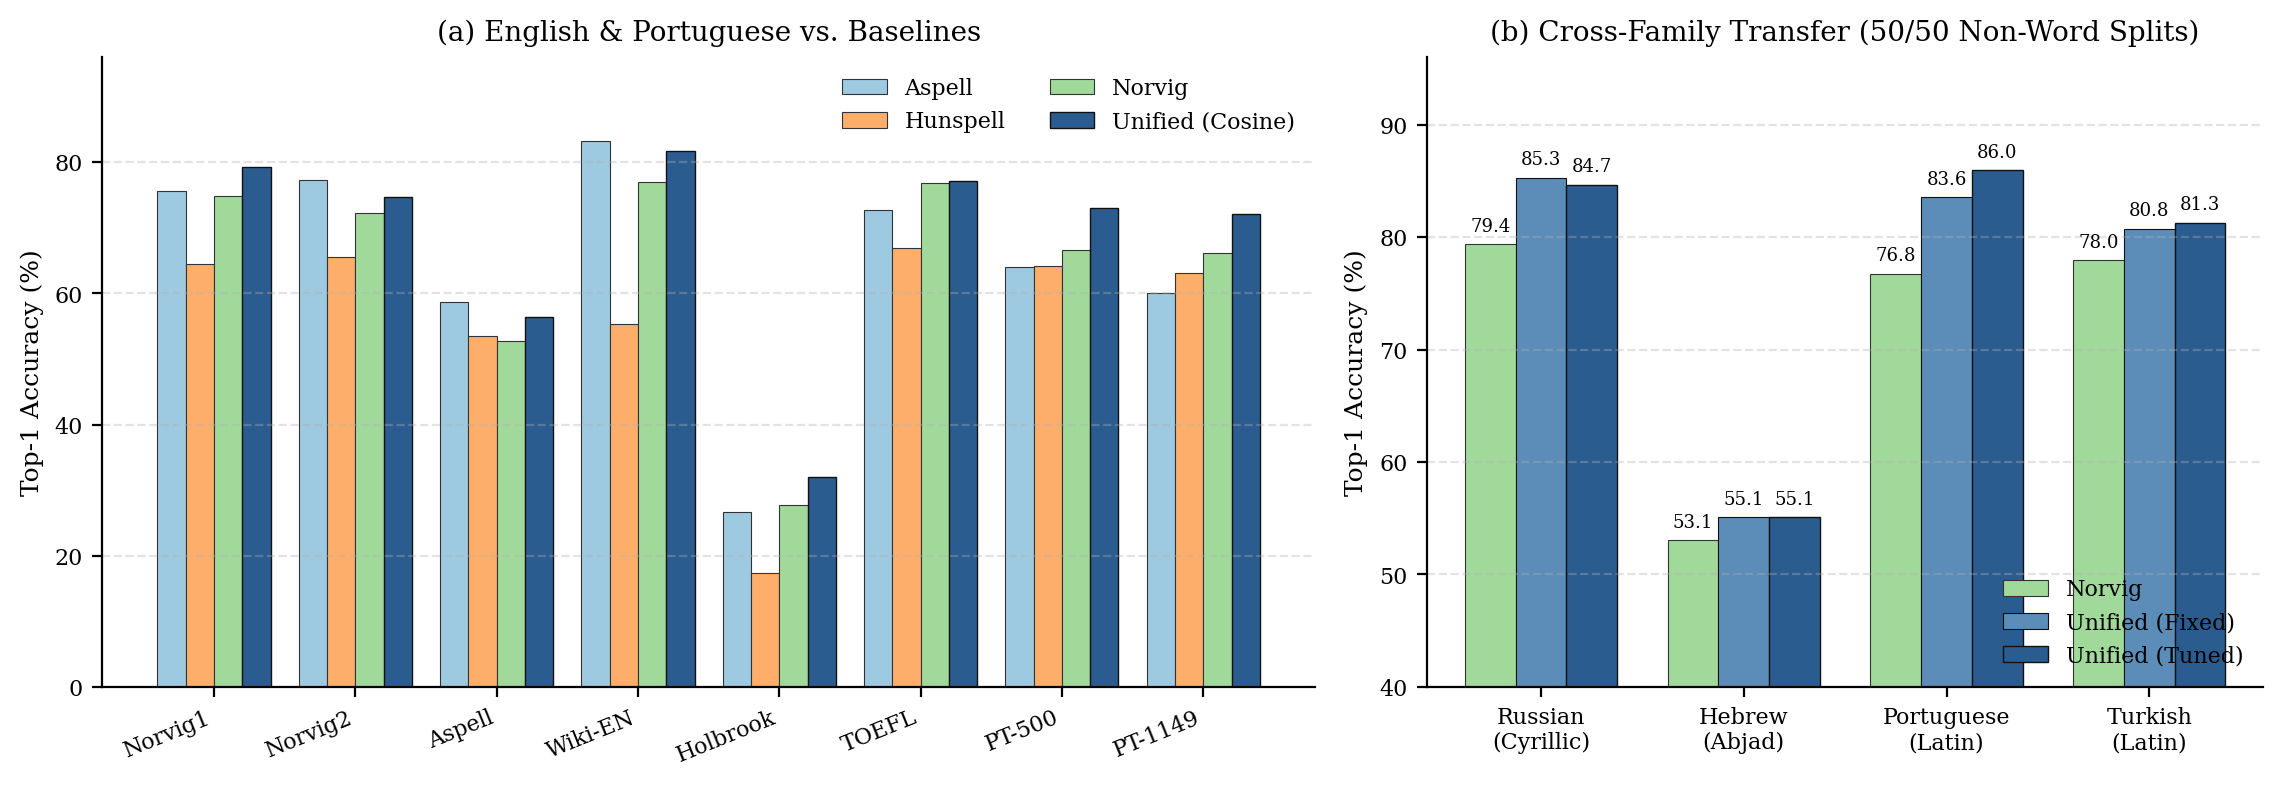 (a) English & Portuguese vs. Baselines
Aspell
Hunspell
Norvig
Unified (Cosine)
Top-1 Accuracy (%)
80
60
40
20
0
Norvig1
Norvig2
Aspell
Wiki-EN
Holbrook
TOEFL
PT-500
PT-1149
(b) Cross-Family Transfer (50/50 Non-Word Splits)
Top-1 Accuracy (%)
90
80
70
60
50
40
79.4
85.3
84.7
53.1
55.1
55.1
76.8
83.6
86.0
78.0
80.8
81.3
Norvig
Unified (Fixed)
Unified (Tuned)
Russian
(Cyrillic)
Hebrew
(Abjad)
Portuguese
(Latin)
Turkish
(Latin)